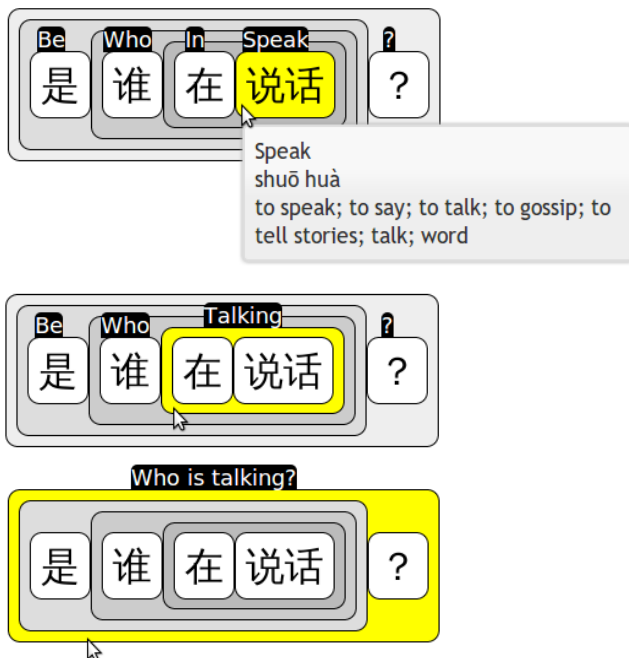 Be Who In Speak ?
是 谁 在 说话 ？
Speak
shuō huà
to speak; to say; to talk; to gossip; to
tell stories; talk; word
Talking
Be Who ?
是 谁 在 说话 ？
Who is talking?
是 谁 在 说话 ？